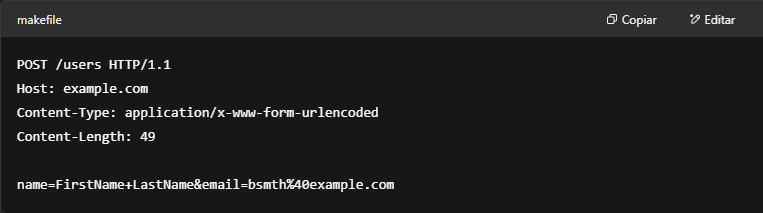 makefile
Copiar
Editar
POST /users HTTP/1.1
Host: example.com
Content-Type: application/x-www-form-urlencoded
Content-Length: 49

name=FirstName+LastName&email=bsmth%40example.com